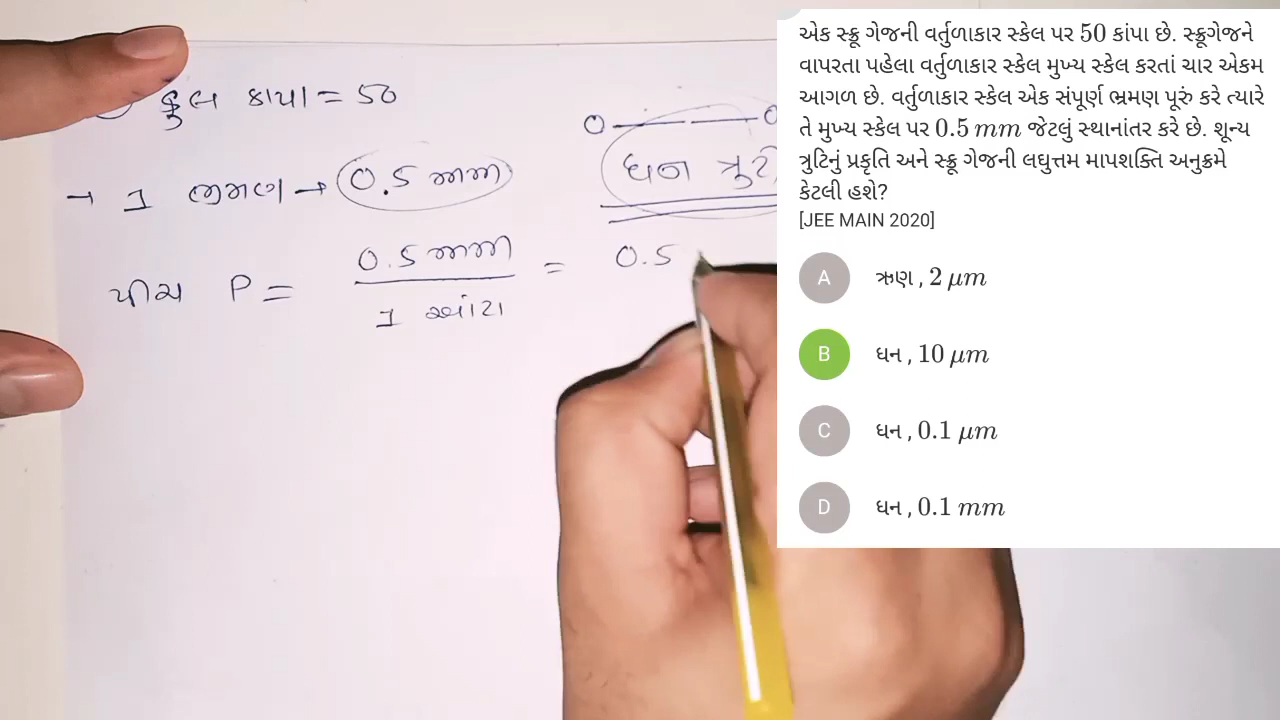 કુલ કાપા = 50
→ 1 ભ્રમણ → 0.5 mm
0 — 0
ધન ત્રુટી
પીચ P = 0.5 mm / 1 આંટા = 0.5
એક સ્ક્રૂ ગેજની વર્તુળાકાર સ્કેલ પર 50 કાંપા છે. સ્ક્રૂગેજને
વાપરતા પહેલા વર્તુળાકાર સ્કેલ મુખ્ય સ્કેલ કરતાં ચાર એકમ
આગળ છે. વર્તુળાકાર સ્કેલ એક સંપૂર્ણ ભ્રમણ પૂરું કરે ત્યારે
તે મુખ્ય સ્કેલ પર 0.5 mm જેટલું સ્થાનાંતર કરે છે. શૂન્ય
ત્રુટિનું પ્રકૃતિ અને સ્ક્રૂ ગેજની લઘુત્તમ માપશક્તિ અનુક્રમે
કેટલી હશે?
[JEE MAIN 2020]
A ઋણ , 2 μm
B ધન , 10 μm
C ધન , 0.1 μm
D ધન , 0.1 mm